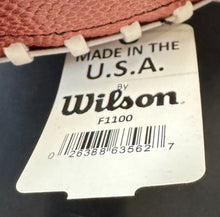 MADE IN THE
U.S.A.
BY
Wilson
F1100
0 26388 63562 7